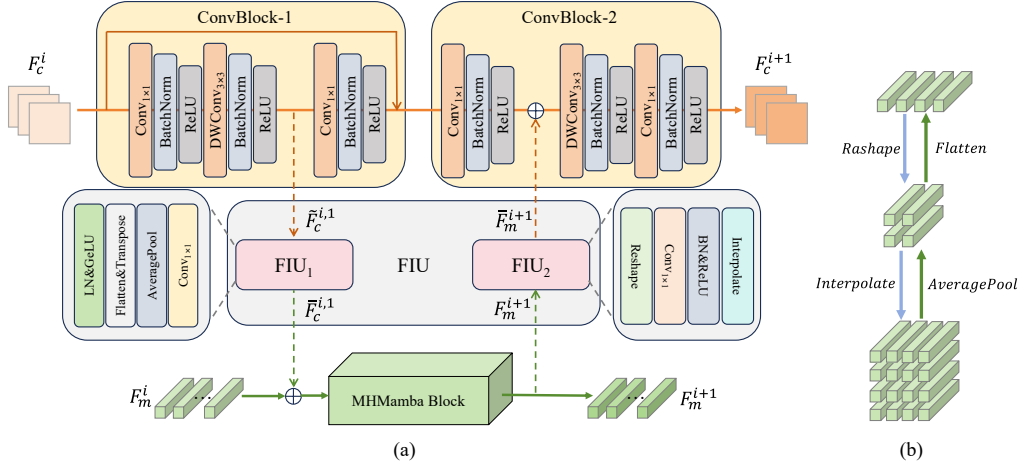 ConvBlock-1
ConvBlock-2
F_c^i
Conv1×1
BatchNorm
ReLU
DWConv3×3
BatchNorm
ReLU
Conv1×1
BatchNorm
ReLU
Conv1×1
BatchNorm
ReLU
DWConv3×3
BatchNorm
ReLU
Conv1×1
BatchNorm
ReLU
F_c^{i+1}
LN&GeLU
Flatten&Transpose
AveragePool
Conv1×1
F̃_c^{i,1}
FIU1
F̄_c^{i,1}
FIU
F̄_m^{i+1}
FIU2
F_m^{i+1}
Reshape
Conv1×1
BN&ReLU
Interpolate
F_m^i
...
MHMamba Block
...
F_m^{i+1}
(a)
Rashape
Flatten
Interpolate
AveragePool
(b)